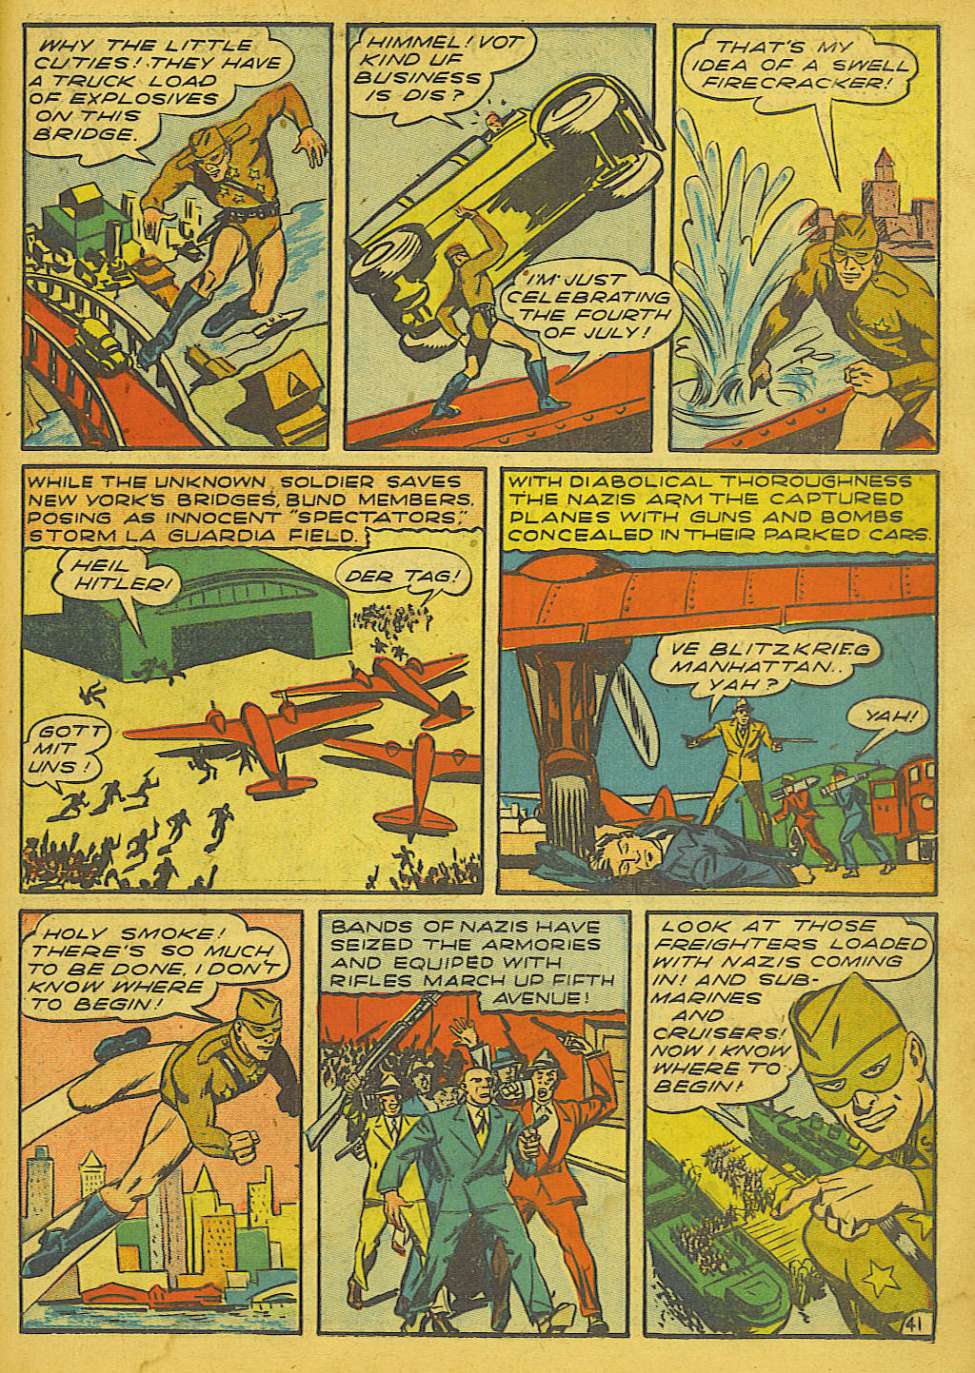 WHY THE LITTLE
CUTIES! THEY HAVE
A TRUCK LOAD
OF EXPLOSIVES
ON THIS
BRIDGE.
HIMMEL! VOT
KIND UF
BUSINESS
IS DIS?
I'M JUST
CELEBRATING
THE FOURTH
OF JULY!
THAT'S MY
IDEA OF A SWELL
FIRECRACKER!
WHILE THE UNKNOWN SOLDIER SAVES
NEW YORK'S BRIDGES, BUND MEMBERS,
POSING AS INNOCENT "SPECTATORS,"
STORM LA GUARDIA FIELD.
HEIL
HITLER!
DER TAG!
GOTT
MIT
UNS!
WITH DIABOLICAL THOROUGHNESS
THE NAZIS ARM THE CAPTURED
PLANES WITH GUNS AND BOMBS
CONCEALED IN THEIR PARKED CARS.
VE BLITZKRIEG
MANHATTAN..
YAH?
YAH!
HOLY SMOKE!
THERE'S SO MUCH
TO BE DONE, I DON'T
KNOW WHERE
TO BEGIN!
BANDS OF NAZIS HAVE
SEIZED THE ARMORIES
AND EQUIPED WITH
RIFLES MARCH UP FIFTH
AVENUE!
LOOK AT THOSE
FREIGHTERS LOADED
WITH NAZIS COMING
IN! AND SUB-
MARINES
AND
CRUISERS!
NOW I KNOW
WHERE TO
BEGIN!
41